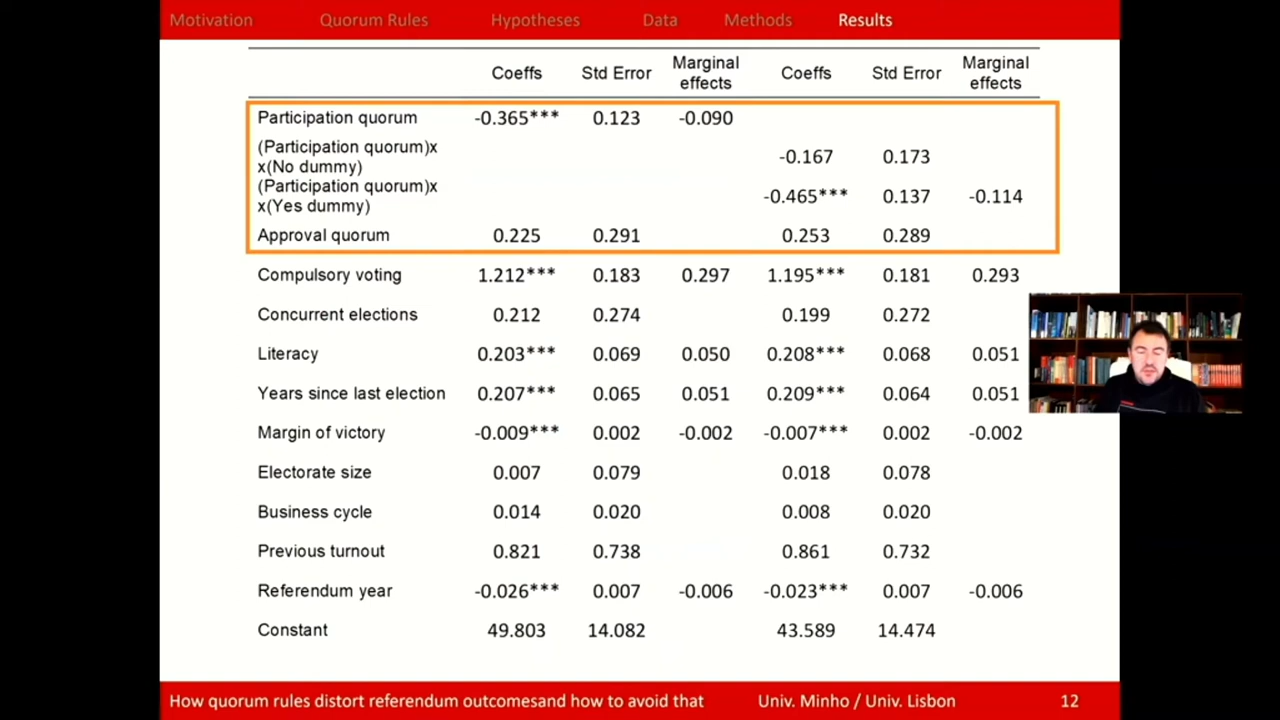 Motivation Quorum Rules Hypotheses Data Methods Results
Coeffs Std Error Marginal effects Coeffs Std Error Marginal effects
Participation quorum -0.365*** 0.123 -0.090
(Participation quorum)x
x(No dummy) -0.167 0.173
(Participation quorum)x
x(Yes dummy) -0.465*** 0.137 -0.114
Approval quorum 0.225 0.291 0.253 0.289
Compulsory voting 1.212*** 0.183 0.297 1.195*** 0.181 0.293
Concurrent elections 0.212 0.274 0.199 0.272
Literacy 0.203*** 0.069 0.050 0.208*** 0.068 0.051
Years since last election 0.207*** 0.065 0.051 0.209*** 0.064 0.051
Margin of victory -0.009*** 0.002 -0.002 -0.007*** 0.002 -0.002
Electorate size 0.007 0.079 0.018 0.078
Business cycle 0.014 0.020 0.008 0.020
Previous turnout 0.821 0.738 0.861 0.732
Referendum year -0.026*** 0.007 -0.006 -0.023*** 0.007 -0.006
Constant 49.803 14.082 43.589 14.474
How quorum rules distort referendum outcomesand how to avoid that Univ. Minho / Univ. Lisbon 12